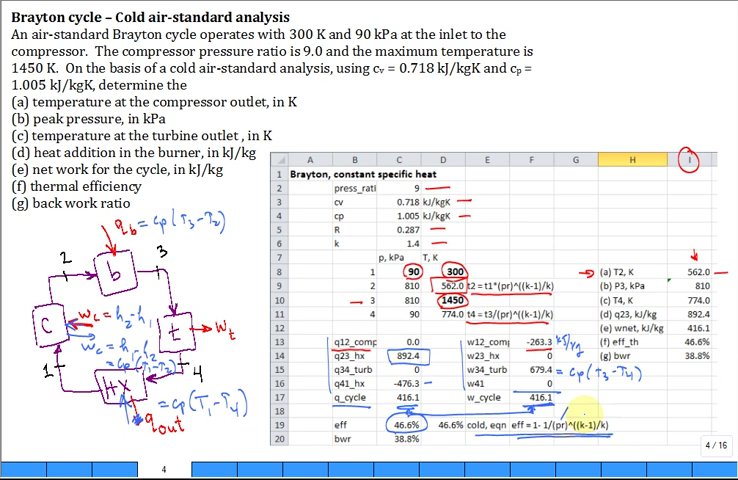 Brayton cycle – Cold air-standard analysis
An air-standard Brayton cycle operates with 300 K and 90 kPa at the inlet to the
compressor. The compressor pressure ratio is 9.0 and the maximum temperature is
1450 K. On the basis of a cold air-standard analysis, using cv = 0.718 kJ/kgK and cp =
1.005 kJ/kgK, determine the
(a) temperature at the compressor outlet, in K
(b) peak pressure, in kPa
(c) temperature at the turbine outlet , in K
(d) heat addition in the burner, in kJ/kg
(e) net work for the cycle, in kJ/kg
(f) thermal efficiency
(g) back work ratio
qb = cp(T3-T2)
2
3
b
C
t
Wc = h2-h1
Wc = h1-h2
= cp(T1-T2)
Wt
1
4
HX
= cp(T1-T4)
qout
A B C D E F G H I
1 Brayton, constant specific heat
2 press_rati 9
3 cv 0.718 kJ/kgK
4 cp 1.005 kJ/kgK
5 R 0.287
6 k 1.4
7 p, kPa T, K
8 1 90 300 (a) T2, K 562.0
9 2 810 562.0 t2 = t1*(pr)^((k-1)/k) (b) P3, kPa 810
10 3 810 1450 (c) T4, K 774.0
11 4 90 774.0 t4 = t3/(pr)^((k-1)/k) (d) q23, kJ/kg 892.4
12 (e) wnet, kJ/kg 416.1
13 q12_comp 0.0 w12_comp -263.3 kJ/kg (f) eff_th 46.6%
14 q23_hx 892.4 w23_hx 0 (g) bwr 38.8%
15 q34_turb 0 w34_turb 679.4 = cp(T3-T4)
16 q41_hx -476.3 w41 0
17 q_cycle 416.1 w_cycle 416.1
18
19 eff 46.6% 46.6% cold, eqn eff = 1- 1/(pr)^((k-1)/k)
20 bwr 38.8%
4 / 16
4